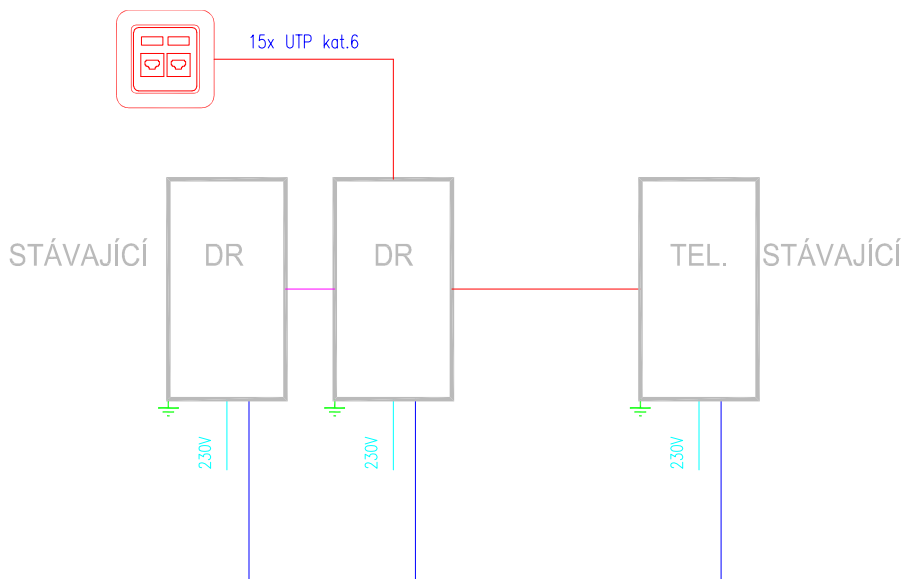 15x UTP kat.6
STÁVAJÍCÍ
DR
DR
TEL.
STÁVAJÍCÍ
230V
230V
230V